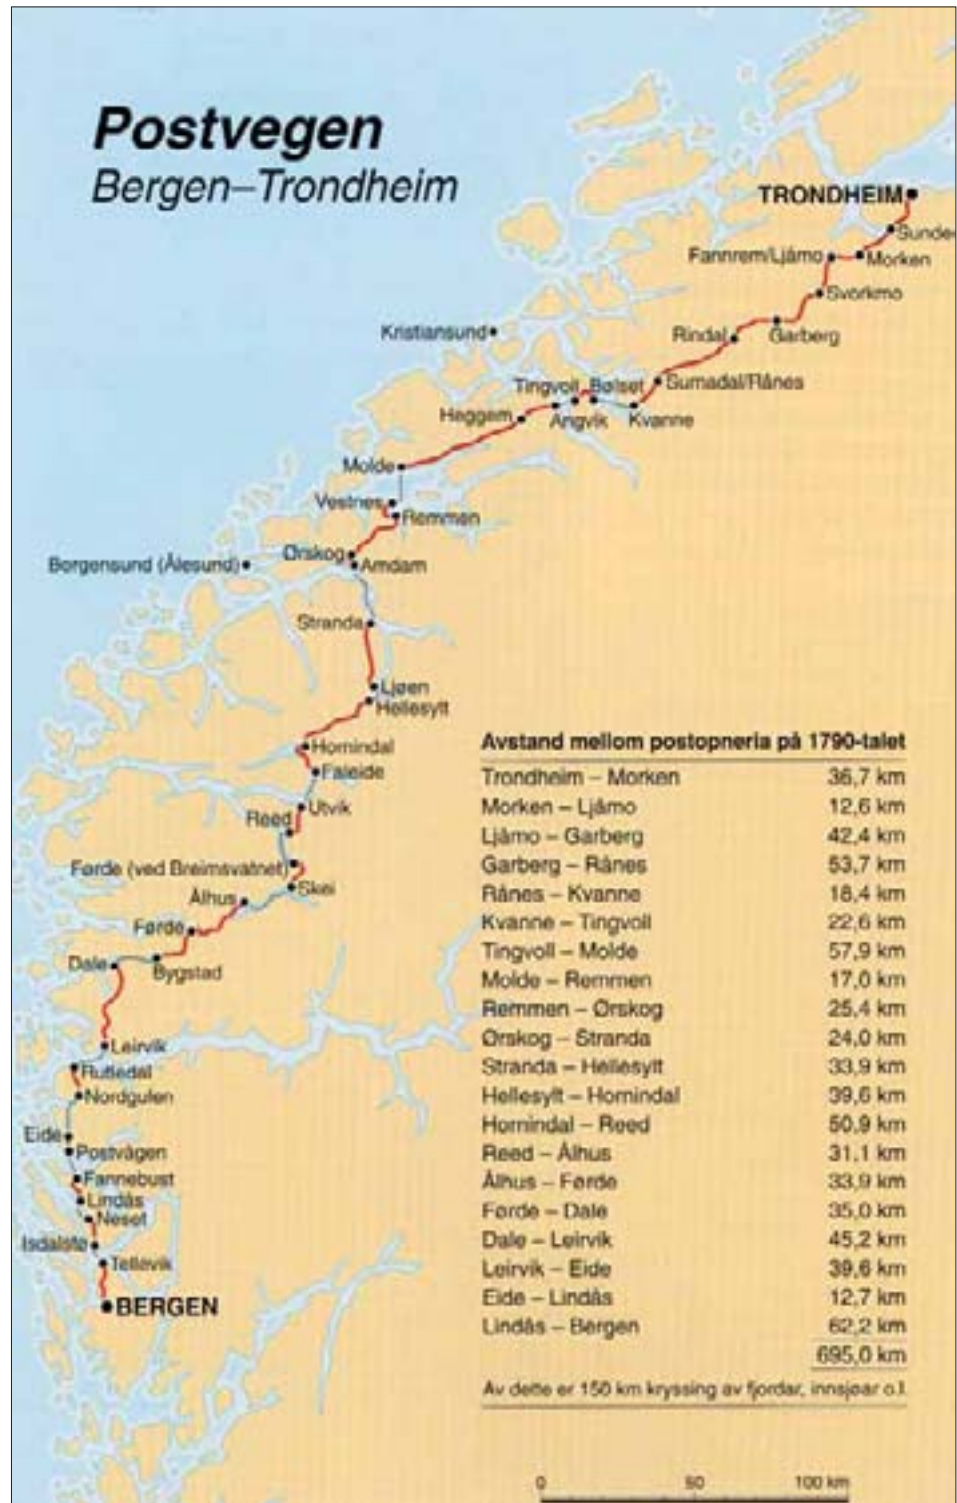 Postvegen
Bergen–Trondheim
TRONDHEIM
Sunde
Fannrem/Ljåmo
Morken
Svorkmo
Kristiansund
Rindal
Garberg
Tingvoll
Bølset
Surnadal/Rånes
Heggem
Angvik
Kvanne
Molde
Vestnes
Remmen
Ørskog
Borgensund (Ålesund)
Amdam
Stranda
Ljøen
Hellesylt
Hornindal
Faleide
Utvik
Reed
Førde (ved Breimsvatnet)
Skei
Ålhus
Førde
Dale
Bygstad
Leirvik
Rutledal
Nordgulen
Eide
Postvågen
Fannebust
Lindås
Neset
Isdalstø
Tellevik
BERGEN
Avstand mellom postopneria på 1790-talet
Trondheim – Morken 36,7 km
Morken – Ljåmo 12,6 km
Ljåmo – Garberg 42,4 km
Garberg – Rånes 53,7 km
Rånes – Kvanne 18,4 km
Kvanne – Tingvoll 22,6 km
Tingvoll – Molde 57,9 km
Molde – Remmen 17,0 km
Remmen – Ørskog 25,4 km
Ørskog – Stranda 24,0 km
Stranda – Hellesylt 33,9 km
Hellesylt – Hornindal 39,6 km
Hornindal – Reed 50,9 km
Reed – Ålhus 31,1 km
Ålhus – Førde 33,9 km
Førde – Dale 35,0 km
Dale – Leirvik 45,2 km
Leirvik – Eide 39,6 km
Eide – Lindås 12,7 km
Lindås – Bergen 62,2 km
695,0 km
Av dette er 150 km kryssing av fjordar, innsjøar o.l.
0 50 100 km